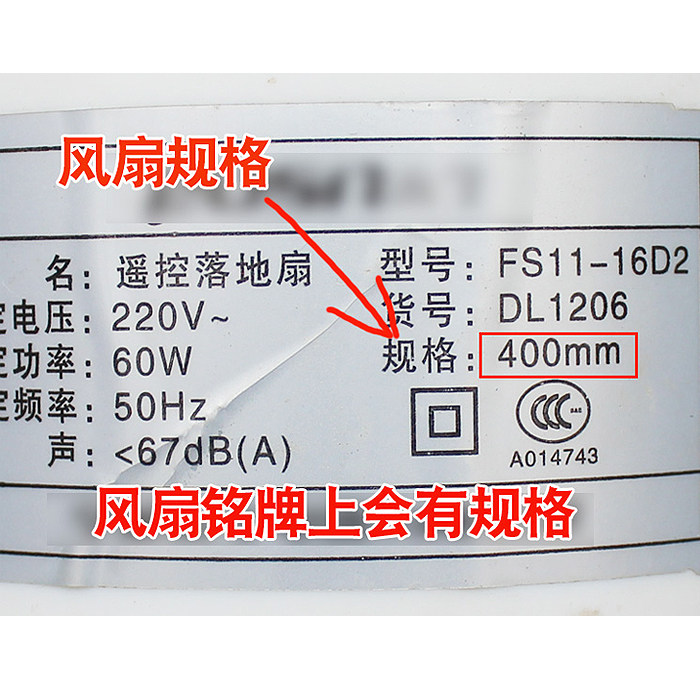 风扇规格
名：遥控落地扇
型号：FS11-16D2
定电压：220V~
货号：DL1206
定功率：60W
规格：400mm
定频率：50Hz
声：<67dB(A)
CCC
A014743
风扇铭牌上会有规格